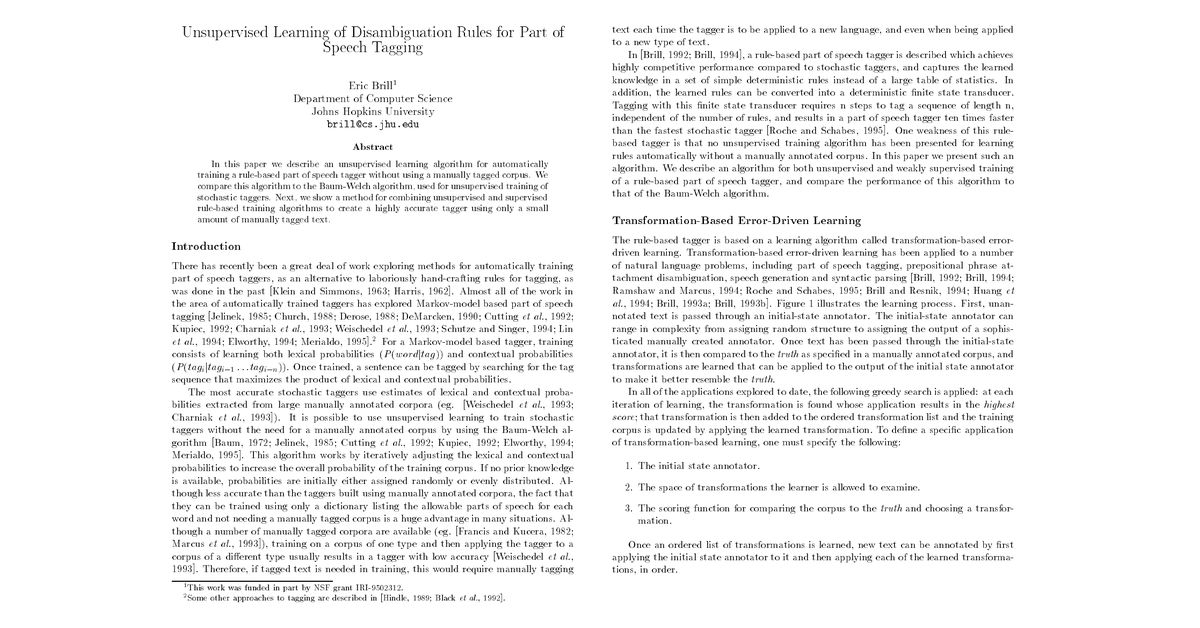 Unsupervised Learning of Disambiguation Rules for Part of
Speech Tagging
Eric Brill1
Department of Computer Science
Johns Hopkins University
brill@cs.jhu.edu
Abstract
In this paper we describe an unsupervised learning algorithm for automatically
training a rule-based part of speech tagger without using a manually tagged corpus. We
compare this algorithm to the Baum-Welch algorithm, used for unsupervised training of
stochastic taggers. Next, we show a method for combining unsupervised and supervised
rule-based training algorithms to create a highly accurate tagger using only a small
amount of manually tagged text.
Introduction
There has recently been a great deal of work exploring methods for automatically training
part of speech taggers, as an alternative to laboriously hand-crafting rules for tagging, as
was done in the past [Klein and Simmons, 1963; Harris, 1962]. Almost all of the work in
the area of automatically trained taggers has explored Markov-model based part of speech
tagging [Jelinek, 1985; Church, 1988; Derose, 1988; DeMarcken, 1990; Cutting et al., 1992;
Kupiec, 1992; Charniak et al., 1993; Weischedel et al., 1993; Schutze and Singer, 1994; Lin
et al., 1994; Elworthy, 1994; Merialdo, 1995].2 For a Markov-model based tagger, training
consists of learning both lexical probabilities (P(word|tag)) and contextual probabilities
(P(tagi|tagi−1 . . . tagi−n)). Once trained, a sentence can be tagged by searching for the tag
sequence that maximizes the product of lexical and contextual probabilities.
The most accurate stochastic taggers use estimates of lexical and contextual proba-
bilities extracted from large manually annotated corpora (eg. [Weischedel et al., 1993;
Charniak et al., 1993]). It is possible to use unsupervised learning to train stochastic
taggers without the need for a manually annotated corpus by using the Baum-Welch al-
gorithm [Baum, 1972; Jelinek, 1985; Cutting et al., 1992; Kupiec, 1992; Elworthy, 1994;
Merialdo, 1995]. This algorithm works by iteratively adjusting the lexical and contextual
probabilities to increase the overall probability of the training corpus. If no prior knowledge
is available, probabilities are initially either assigned randomly or evenly distributed. Al-
though less accurate than the taggers built using manually annotated corpora, the fact that
they can be trained using only a dictionary listing the allowable parts of speech for each
word and not needing a manually tagged corpus is a huge advantage in many situations. Al-
though a number of manually tagged corpora are available (eg. [Francis and Kucera, 1982;
Marcus et al., 1993]), training on a corpus of one type and then applying the tagger to a
corpus of a different type usually results in a tagger with low accuracy [Weischedel et al.,
1993]. Therefore, if tagged text is needed in training, this would require manually tagging
1This work was funded in part by NSF grant IRI-9502312.
2Some other approaches to tagging are described in [Hindle, 1989; Black et al., 1992].
text each time the tagger is to be applied to a new language, and even when being applied
to a new type of text.
In [Brill, 1992; Brill, 1994], a rule-based part of speech tagger is described which achieves
highly competitive performance compared to stochastic taggers, and captures the learned
knowledge in a set of simple deterministic rules instead of a large table of statistics. In
addition, the learned rules can be converted into a deterministic finite state transducer.
Tagging with this finite state transducer requires n steps to tag a sequence of length n,
independent of the number of rules, and results in a part of speech tagger ten times faster
than the fastest stochastic tagger [Roche and Schabes, 1995]. One weakness of this rule-
based tagger is that no unsupervised training algorithm has been presented for learning
rules automatically without a manually annotated corpus. In this paper we present such an
algorithm. We describe an algorithm for both unsupervised and weakly supervised training
of a rule-based part of speech tagger, and compare the performance of this algorithm to
that of the Baum-Welch algorithm.
Transformation-Based Error-Driven Learning
The rule-based tagger is based on a learning algorithm called transformation-based error-
driven learning. Transformation-based error-driven learning has been applied to a number
of natural language problems, including part of speech tagging, prepositional phrase at-
tachment disambiguation, speech generation and syntactic parsing [Brill, 1992; Brill, 1994;
Ramshaw and Marcus, 1994; Roche and Schabes, 1995; Brill and Resnik, 1994; Huang et
al., 1994; Brill, 1993a; Brill, 1993b]. Figure 1 illustrates the learning process. First, unan-
notated text is passed through an initial-state annotator. The initial-state annotator can
range in complexity from assigning random structure to assigning the output of a sophis-
ticated manually created annotator. Once text has been passed through the initial-state
annotator, it is then compared to the truth as specified in a manually annotated corpus, and
transformations are learned that can be applied to the output of the initial state annotator
to make it better resemble the truth.
In all of the applications explored to date, the following greedy search is applied: at each
iteration of learning, the transformation is found whose application results in the highest
score; that transformation is then added to the ordered transformation list and the training
corpus is updated by applying the learned transformation. To define a specific application
of transformation-based learning, one must specify the following:
1. The initial state annotator.
2. The space of transformations the learner is allowed to examine.
3. The scoring function for comparing the corpus to the truth and choosing a transfor-
mation.
Once an ordered list of transformations is learned, new text can be annotated by first
applying the initial state annotator to it and then applying each of the learned transforma-
tions, in order.